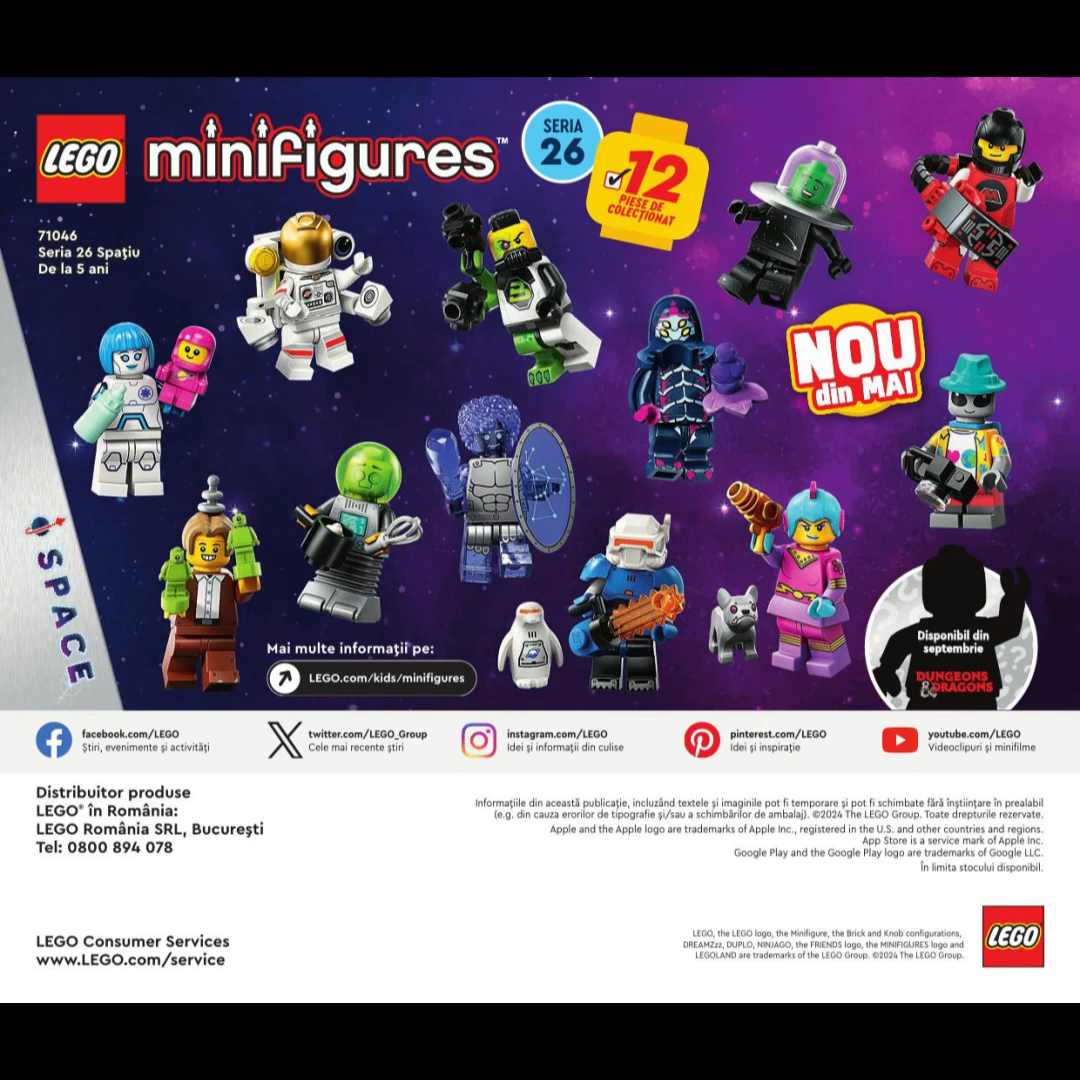 LEGO
minifigures™
SERIA
26
12
PIESE DE
COLECȚIONAT
71046
Seria 26 Spațiu
De la 5 ani
NOU
din MAI
SPACE
Mai multe informații pe:
LEGO.com/kids/minifigures
Disponibil din
septembrie
DUNGEONS
& DRAGONS
facebook.com/LEGO
Știri, evenimente și activități
twitter.com/LEGO_Group
Cele mai recente știri
instagram.com/LEGO
Idei și informații din culise
pinterest.com/LEGO
Idei și inspirație
youtube.com/LEGO
Videoclipuri și minifilme
Distribuitor produse
LEGO® în România:
LEGO România SRL, București
Tel: 0800 894 078
Informațiile din această publicație, incluzând textele și imaginile pot fi temporare și pot fi schimbate fără înștiințare în prealabil
(e.g. din cauza erorilor de tipografie și/sau a schimbărilor de ambalaj). ©2024 The LEGO Group. Toate drepturile rezervate.
Apple and the Apple logo are trademarks of Apple Inc., registered in the U.S. and other countries and regions.
App Store is a service mark of Apple Inc.
Google Play and the Google Play logo are trademarks of Google LLC.
În limita stocului disponibil.
LEGO Consumer Services
www.LEGO.com/service
LEGO, the LEGO logo, the Minifigure, the Brick and Knob configurations,
DREAMZzz, DUPLO, NINJAGO, the FRIENDS logo, the MINIFIGURES logo and
LEGOLAND are trademarks of the LEGO Group. ©2024 The LEGO Group.
LEGO